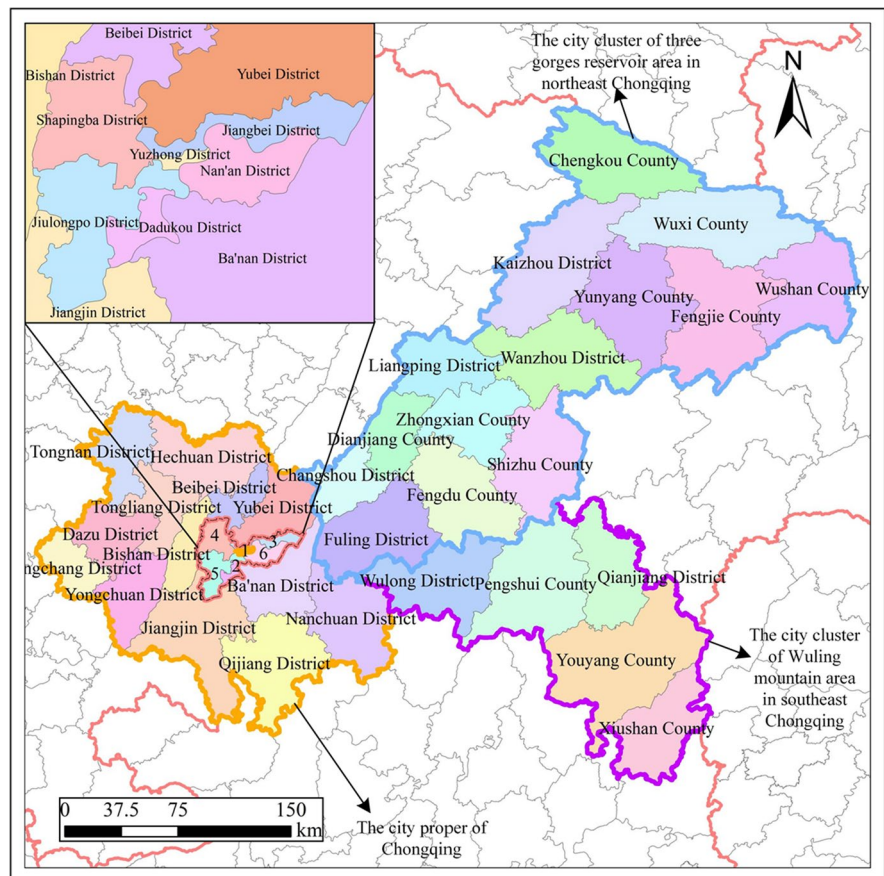 Beibei District
Bishan District
Yubei District
Shapingba District
Jiangbei District
Yuzhong District
Nan'an District
Jiulongpo District
Dadukou District
Ba'nan District
Jiangjin District
The city cluster of three
gorges reservoir area in
northeast Chongqing
N
Chengkou County
Wuxi County
Kaizhou District
Yunyang County
Wushan County
Fengjie County
Liangping District
Wanzhou District
Zhongxian County
Dianjiang County
Shizhu County
Changshou District
Fengdu County
Fuling District
Tongnan District
Hechuan District
Beibei District
Yubei District
Tongliang District
Dazu District
4
3
1
6
Bishan District
2
5
ngchang District
Yongchuan District
Ba'nan District
Jiangjin District
Nanchuan District
Qijiang District
Wulong District
Pengshui County
Qianjiang District
Youyang County
Xiushan County
The city cluster
of Wuling
mountain area
in southeast
Chongqing
0 37.5 75 150
km
The city proper of
Chongqing